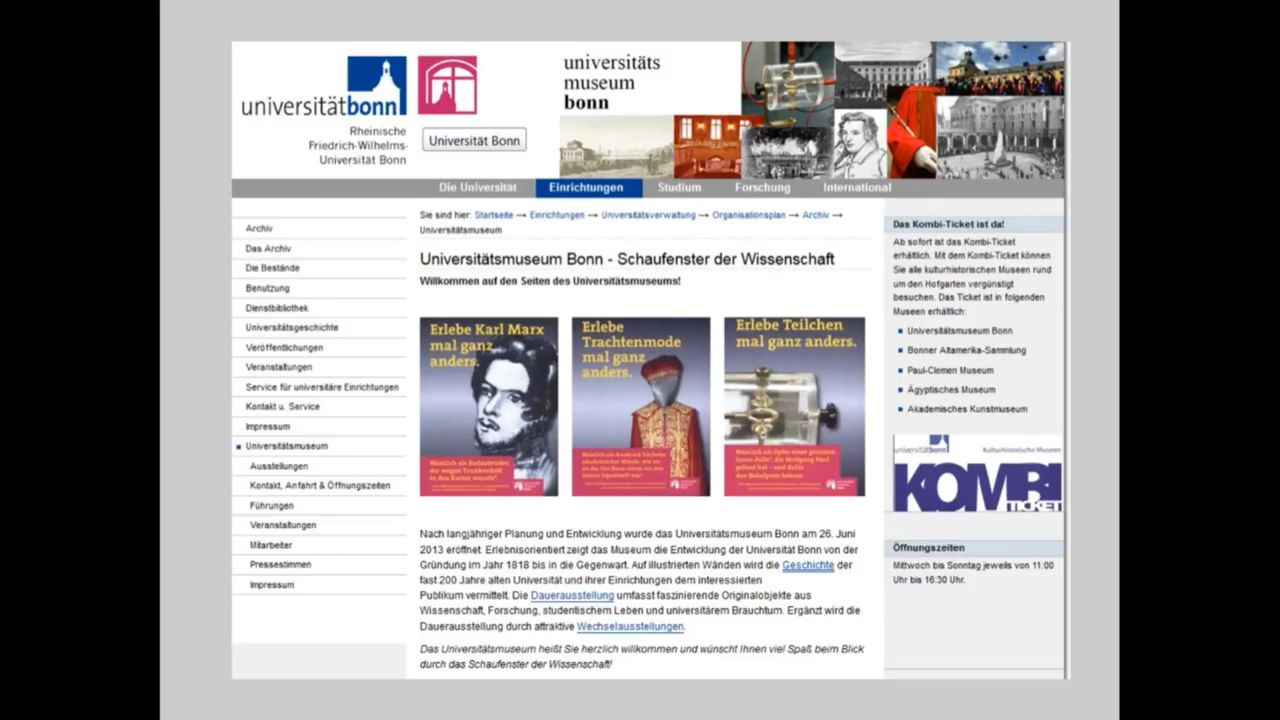 universitätbonn
Rheinische
Friedrich-Wilhelms-
Universität Bonn
Universität Bonn
universitäts
museum
bonn
Die Universität
Einrichtungen
Studium
Forschung
International
Archiv
Das Archiv
Die Bestände
Benutzung
Dienstbibliothek
Universitätsgeschichte
Veröffentlichungen
Veranstaltungen
Service für universitäre Einrichtungen
Kontakt u. Service
Impressum
Universitätsmuseum
Ausstellungen
Kontakt, Anfahrt & Öffnungszeiten
Führungen
Veranstaltungen
Mitarbeiter
Pressestimmen
Impressum
Sie sind hier: Startseite → Einrichtungen → Universitätsverwaltung → Organisationsplan → Archiv →
Universitätsmuseum
Universitätsmuseum Bonn - Schaufenster der Wissenschaft
Willkommen auf den Seiten des Universitätsmuseums!
Erlebe Karl Marx
mal ganz
anders.
Nämlich als Radaubruder,
der wegen Trunkenheit
in den Karzer musste.
Erlebe
Trachtenmode
mal ganz
anders.
Erlebe Teilchen
mal ganz anders.
Nach langjähriger Planung und Entwicklung wurde das Universitätsmuseum Bonn am 26. Juni
2013 eröffnet. Erlebnisorientiert zeigt das Museum die Entwicklung der Universität Bonn von der
Gründung im Jahr 1818 bis in die Gegenwart. Auf illustrierten Wänden wird die Geschichte der
fast 200 Jahre alten Universität und ihrer Einrichtungen dem interessierten
Publikum vermittelt. Die Dauerausstellung umfasst faszinierende Originalobjekte aus
Wissenschaft, Forschung, studentischem Leben und universitärem Brauchtum. Ergänzt wird die
Dauerausstellung durch attraktive Wechselausstellungen.
Das Universitätsmuseum heißt Sie herzlich willkommen und wünscht Ihnen viel Spaß beim Blick
durch das Schaufenster der Wissenschaft!
Das Kombi-Ticket ist da!
Ab sofort ist das Kombi-Ticket
erhältlich. Mit dem Kombi-Ticket können
Sie alle kulturhistorischen Museen rund
um den Hofgarten vergünstigt
besuchen. Das Ticket ist in folgenden
Museen erhältlich:
Universitätsmuseum Bonn
Bonner Altamerika-Sammlung
Paul-Clemen Museum
Ägyptisches Museum
Akademisches Kunstmuseum
universitätbonn
Kulturhistorische Museen
KOMBI
TICKET
Öffnungszeiten
Mittwoch bis Sonntag jeweils von 11:00
Uhr bis 16:30 Uhr.